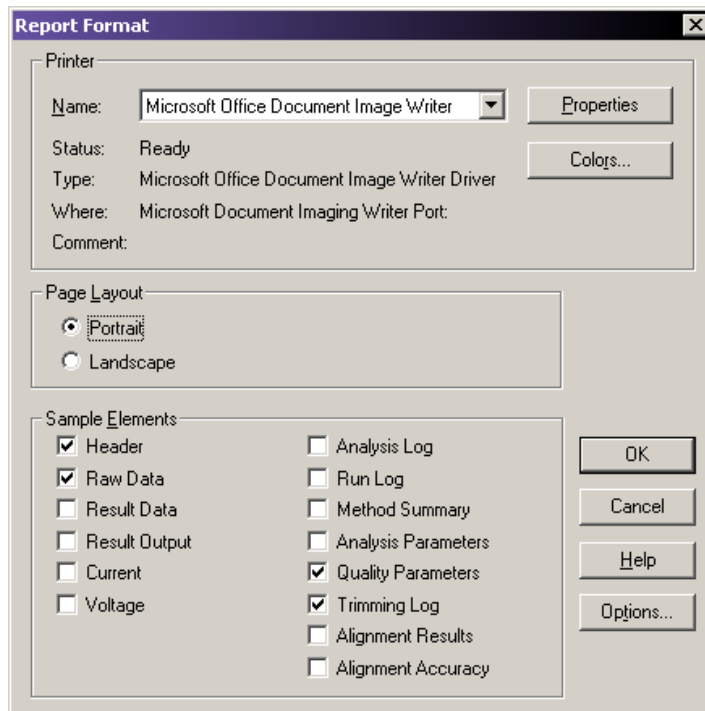 Report Format
Printer
Name:
Microsoft Office Document Image Writer
Properties
Status: Ready
Colors...
Type: Microsoft Office Document Image Writer Driver
Where: Microsoft Document Imaging Writer Port:
Comment:
Page Layout
Portrait
Landscape
Sample Elements
Header
Raw Data
Result Data
Result Output
Current
Voltage
Analysis Log
Run Log
Method Summary
Analysis Parameters
Quality Parameters
Trimming Log
Alignment Results
Alignment Accuracy
OK
Cancel
Help
Options...